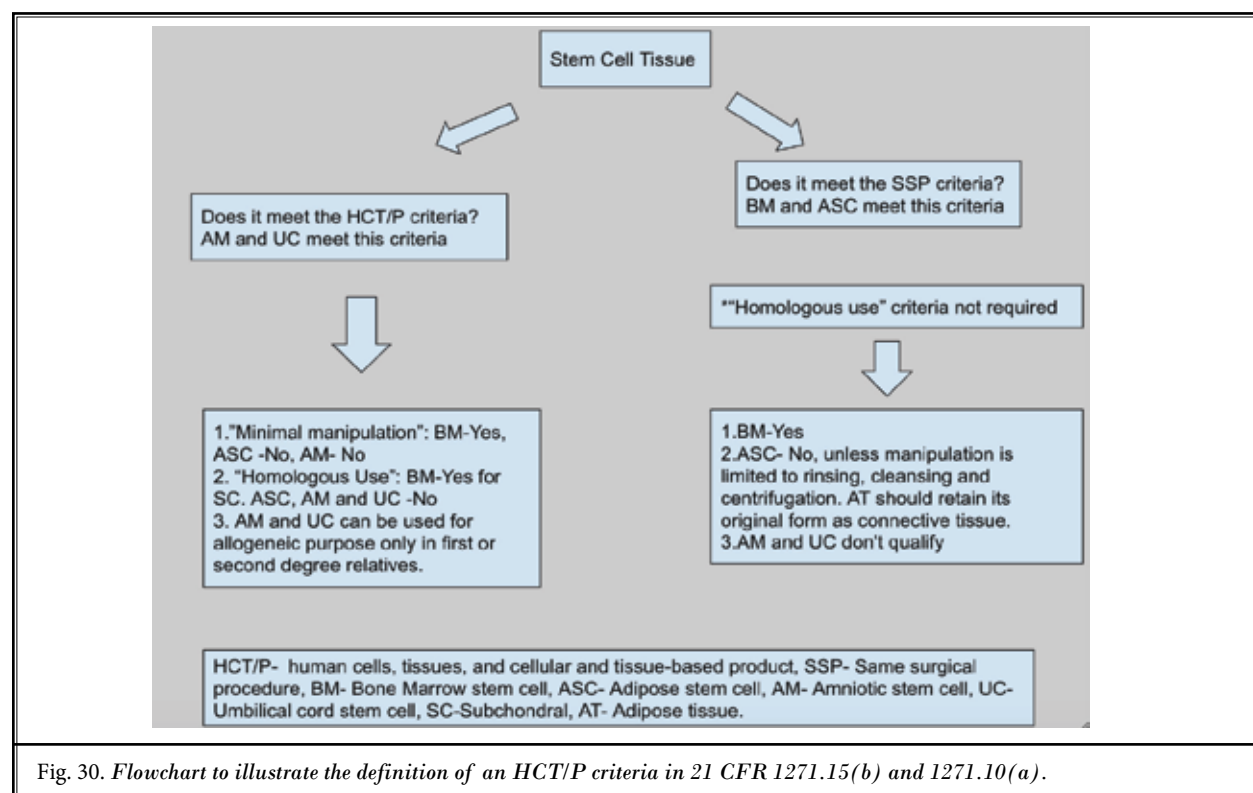 Stem Cell Tissue
Does it meet the HCT/P criteria?
AM and UC meet this criteria
Does it meet the SSP criteria?
BM and ASC meet this criteria
*"Homologous use" criteria not required
1."Minimal manipulation": BM-Yes,
ASC -No, AM- No
2. "Homologous Use": BM-Yes for
SC. ASC, AM and UC -No
3. AM and UC can be used for
allogeneic purpose only in first or
second degree relatives.
1.BM-Yes
2.ASC- No, unless manipulation is
limited to rinsing, cleansing and
centrifugation. AT should retain its
original form as connective tissue.
3.AM and UC don't qualify
HCT/P- human cells, tissues, and cellular and tissue-based product, SSP- Same surgical
procedure, BM- Bone Marrow stem cell, ASC- Adipose stem cell, AM- Amniotic stem cell, UC-
Umbilical cord stem cell, SC-Subchondral, AT- Adipose tissue.
Fig. 30. Flowchart to illustrate the definition of an HCT/P criteria in 21 CFR 1271.15(b) and 1271.10(a).